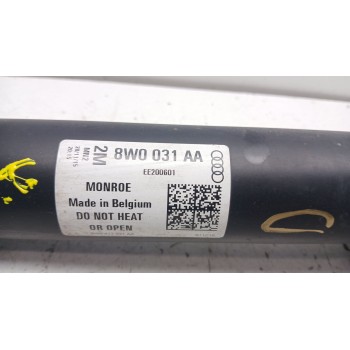 2M 8W0 031 AA
EE200601
MONROE
Made in Belgium
DO NOT HEAT
OR OPEN